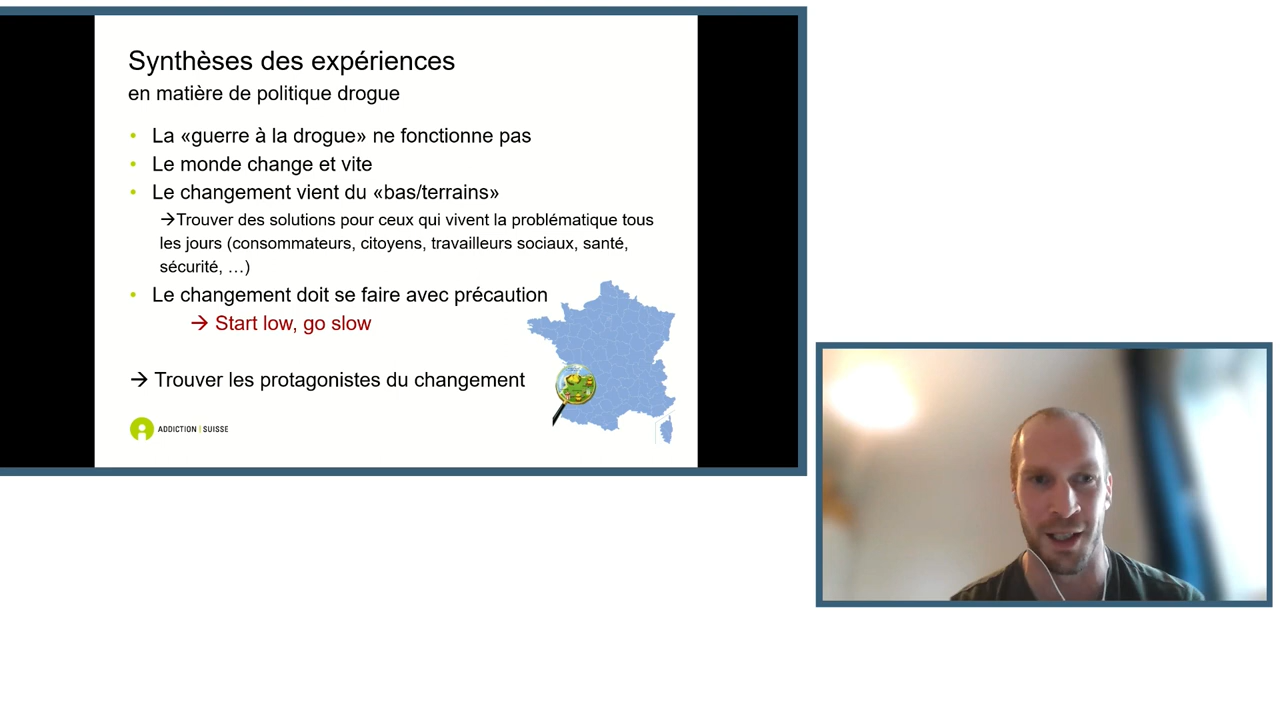 Synthèses des expériences
en matière de politique drogue
• La «guerre à la drogue» ne fonctionne pas
• Le monde change et vite
• Le changement vient du «bas/terrains»
→Trouver des solutions pour ceux qui vivent la problématique tous
les jours (consommateurs, citoyens, travailleurs sociaux, santé,
sécurité, …)
• Le changement doit se faire avec précaution
→ Start low, go slow
→ Trouver les protagonistes du changement
ADDICTION | SUISSE